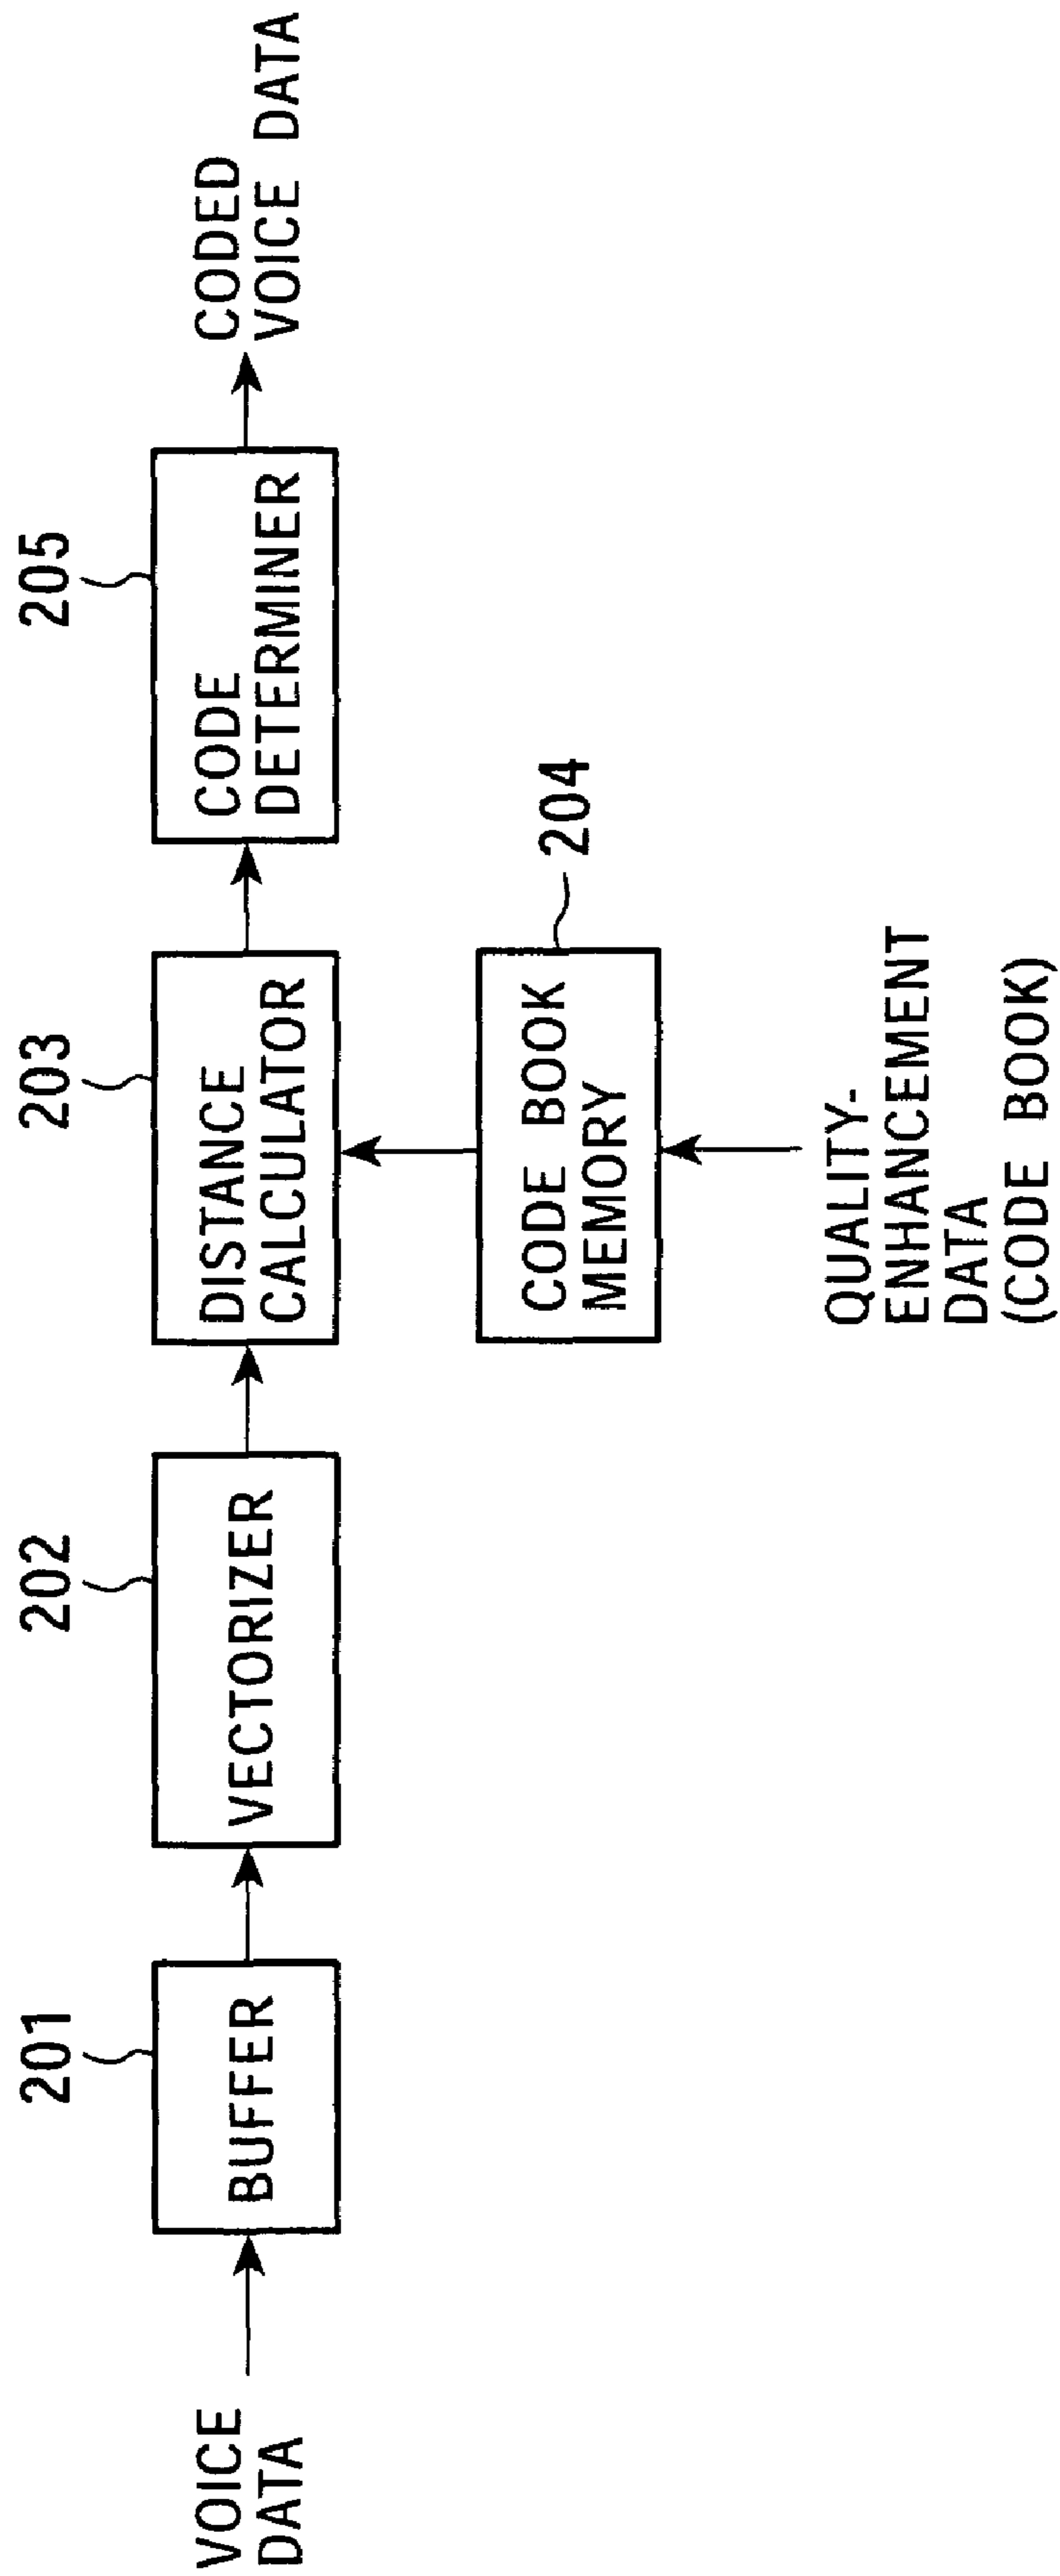 201
202
203
205
VOICE
DATA
BUFFER
VECTORIZER
DISTANCE
CALCULATOR
CODE
DETERMINER
CODED
VOICE DATA
204
CODE BOOK
MEMORY
QUALITY-
ENHANCEMENT
DATA
(CODE BOOK)